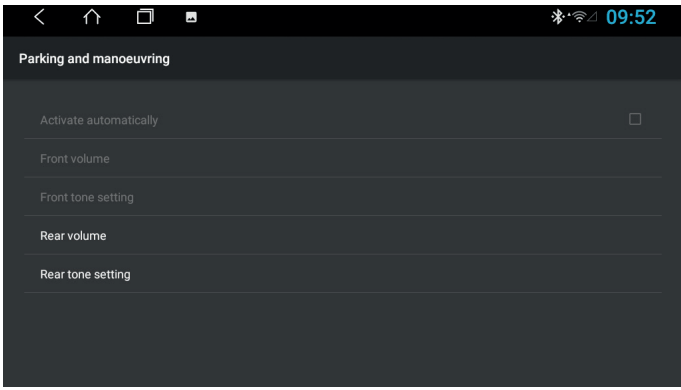 09:52
Parking and manoeuvring
Activate automatically
Front volume
Front tone setting
Rear volume
Rear tone setting